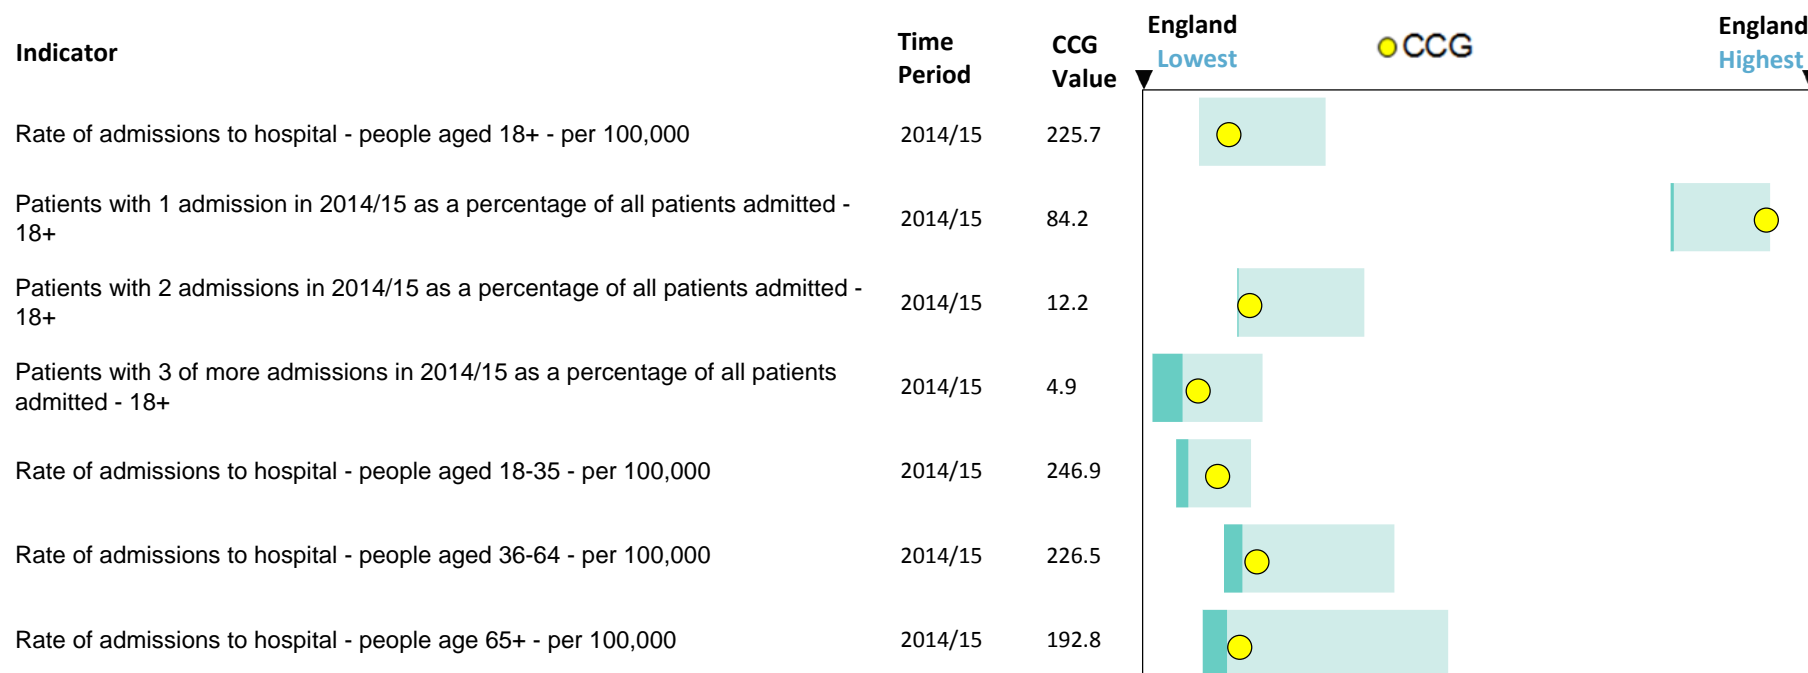 Indicator
Time Period
CCG Value
England Lowest
CCG
England Highest
Rate of admissions to hospital - people aged 18+ - per 100,000 2014/15 225.7
Patients with 1 admission in 2014/15 as a percentage of all patients admitted -
18+
2014/15 84.2
Patients with 2 admissions in 2014/15 as a percentage of all patients admitted -
18+
2014/15 12.2
Patients with 3 of more admissions in 2014/15 as a percentage of all patients
admitted - 18+
2014/15 4.9
Rate of admissions to hospital - people aged 18-35 - per 100,000 2014/15 246.9
Rate of admissions to hospital - people aged 36-64 - per 100,000 2014/15 226.5
Rate of admissions to hospital - people age 65+ - per 100,000 2014/15 192.8